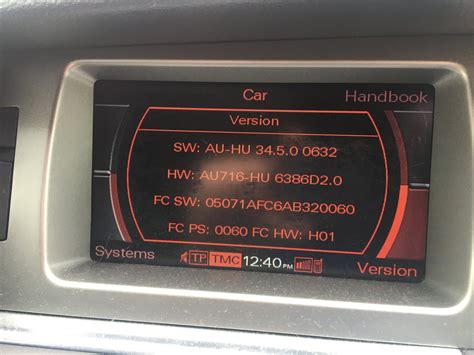 Car
Handbook
Version
SW: AU-HU 34.5.0 0632
HW: AU716-HU 6386D2.0
FC SW: 05071AFC6AB320060
FC PS: 0060 FC HW: H01
Systems
TP TMC 12:40 PM
Version